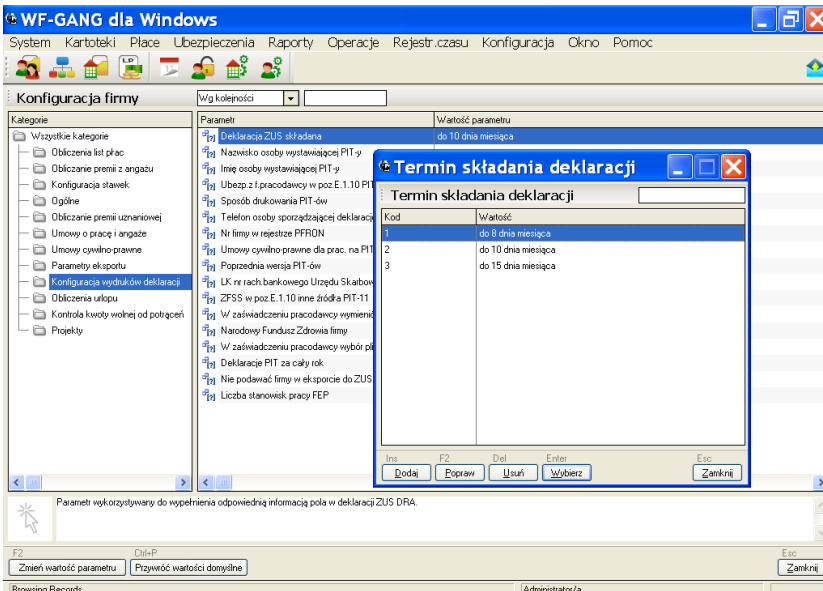 WF-GANG dla Windows
System Kartoteki Płace Ubezpieczenia Raporty Operacje Rejestr.czasu Konfiguracja Okno Pomoc
LP
Konfiguracja firmy
Wg kolejności
Kategorie
Wszystkie kategorie
Obliczenia list płac
Obliczanie premii z angażu
Konfiguracja stawek
Ogólne
Obliczanie premii uznaniowej
Umowy o pracę i angaże
Umowy cywilno-prawne
Parametry eksportu
Konfiguracja wydruków deklaracji
Obliczenia urlopu
Kontrola kwoty wolnej od potrąceń
Projekty
Parametr Wartość parametru
Deklaracja ZUS składana do 10 dnia miesiąca
Nazwisko osoby wystawiającej PIT-y
Imię osoby wystawiającej PIT-y
Ubezp.z f.pracodawcy w poz.E.1.10 PIT
Sposób drukowania PIT-ów
Telefon osoby sporządzającej deklarację
Nr firmy w rejestrze PFRON
Umowy cywilno-prawne dla prac. na PIT
Poprzednia wersja PIT-ów
LK nr rach.bankowego Urzędu Skarbow
ZFSS w poz.E.1.10 inne źródła PIT-11
W zaświadczeniu pracodawcy wymienić
Narodowy Fundusz Zdrowia firmy
W zaświadczeniu pracodawcy wybór pli
Deklaracje PIT za cały rok
Nie podawać firmy w eksporcie do ZUS
Liczba stanowisk pracy FEP
Termin składania deklaracji
Termin składania deklaracji
Kod Wartość
1 do 8 dnia miesiąca
2 do 10 dnia miesiąca
3 do 15 dnia miesiąca
Ins F2 Del Enter Esc
Dodaj Popraw Usuń Wybierz Zamknij
Parametr wykorzystywany do wypełnienia odpowiednią informacją pola w deklaracji ZUS DRA.
F2 Ctrl+P Esc
Zmień wartość parametru Przywróć wartości domyślne Zamknij
Browsing Records Administrator/a